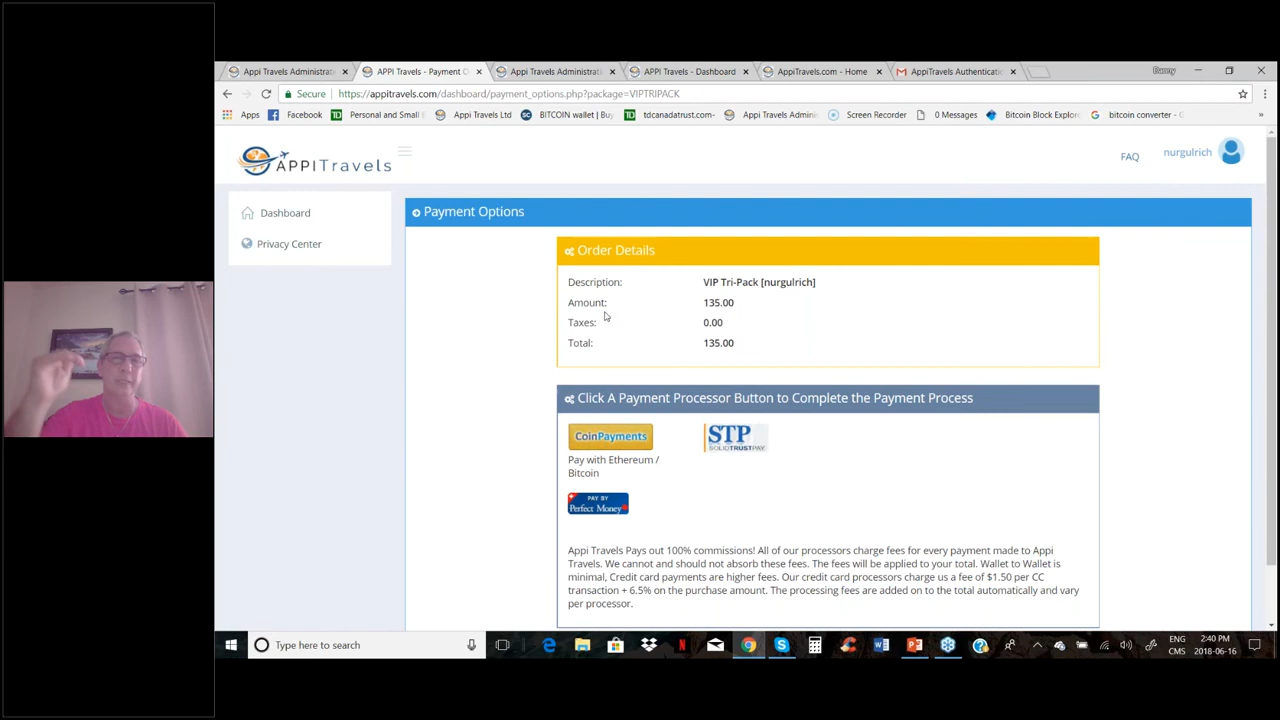 Appi Travels Administrat
API Travels - Payment O
Appi Travels Administrat
API Travels - Dashboard
AppiTravels.com - Home
AppiTravels Authenticatio
Danny
Secure
https://appitravels.com/dashboard/payment_options.php?package=VIPTRIPACK
Apps
Facebook
Personal and Small
Appi Travels Ltd
BITCOIN wallet | Buy
tdcanadatrust.com-
Appi Travels Admin
Screen Recorder
0 Messages
Bitcoin Block Explor
bitcoin converter - G
»
APPITravels
FAQ
nurgulrich
Dashboard
Privacy Center
Payment Options
Order Details
Description: VIP Tri-Pack [nurgulrich]
Amount: 135.00
Taxes: 0.00
Total: 135.00
Click A Payment Processor Button to Complete the Payment Process
CoinPayments
STP
SOLIDTRUSTPAY
Pay with Ethereum /
Bitcoin
PAY BY
Perfect Money
Appi Travels Pays out 100% commissions! All of our processors charge fees for every payment made to Appi
Travels. We cannot and should not absorb these fees. The fees will be applied to your total. Wallet to Wallet is
minimal, Credit card payments are higher fees. Our credit card processors charge us a fee of $1.50 per CC
transaction + 6.5% on the purchase amount. The processing fees are added on to the total automatically and vary
per processor.
Type here to search
ENG
CMS
2:40 PM
2018-06-16